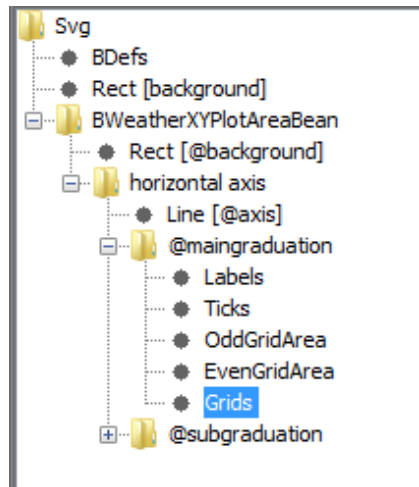 Svg
BDefs
Rect [background]
BWeatherXYPlotAreaBean
Rect [@background]
horizontal axis
Line [@axis]
@maingraduation
Labels
Ticks
OddGridArea
EvenGridArea
Grids
@subgraduation